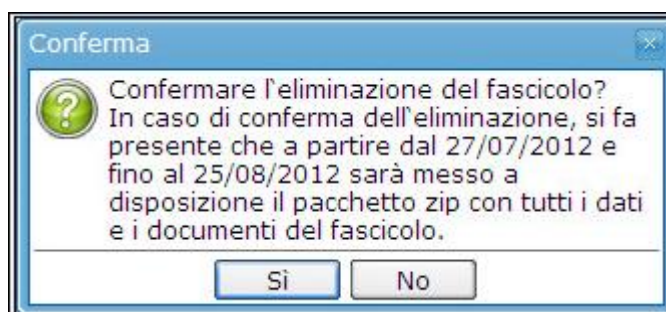 Conferma
Confermare l`eliminazione del fascicolo?
In caso di conferma dell`eliminazione, si fa
presente che a partire dal 27/07/2012 e
fino al 25/08/2012 sarà messo a
disposizione il pacchetto zip con tutti i dati
e i documenti del fascicolo.
Sì No